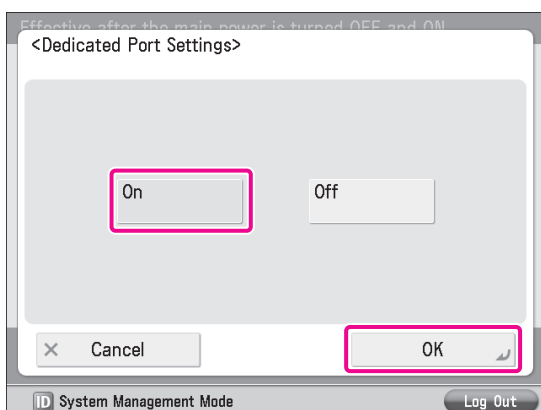 Effective after the main power is turned OFF and ON
<Dedicated Port Settings>
On
Off
Cancel
OK
ID System Management Mode
Log Out